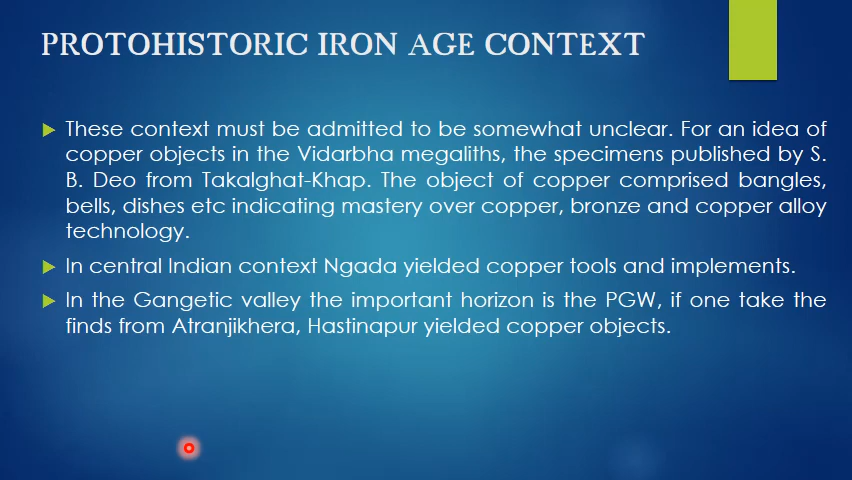 PROTOHISTORIC IRON AGE CONTEXT
These context must be admitted to be somewhat unclear. For an idea of
copper objects in the Vidarbha megaliths, the specimens published by S.
B. Deo from Takalghat-Khap. The object of copper comprised bangles,
bells, dishes etc indicating mastery over copper, bronze and copper alloy
technology.
In central Indian context Ngada yielded copper tools and implements.
In the Gangetic valley the important horizon is the PGW, if one take the
finds from Atranjikhera, Hastinapur yielded copper objects.